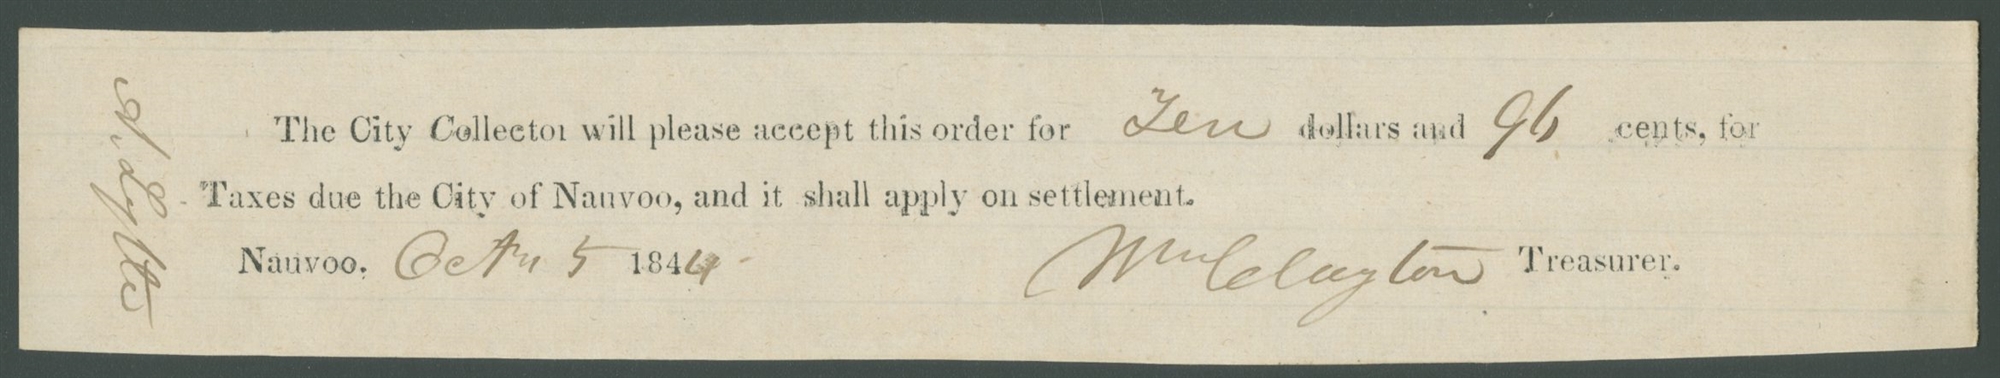 The City Collector will please accept this order for Ten dollars and 96 cents, for
Taxes due the City of Nauvoo, and it shall apply on settlement.
Nauvoo. Octr 5 1844 Wm Clayton Treasurer.